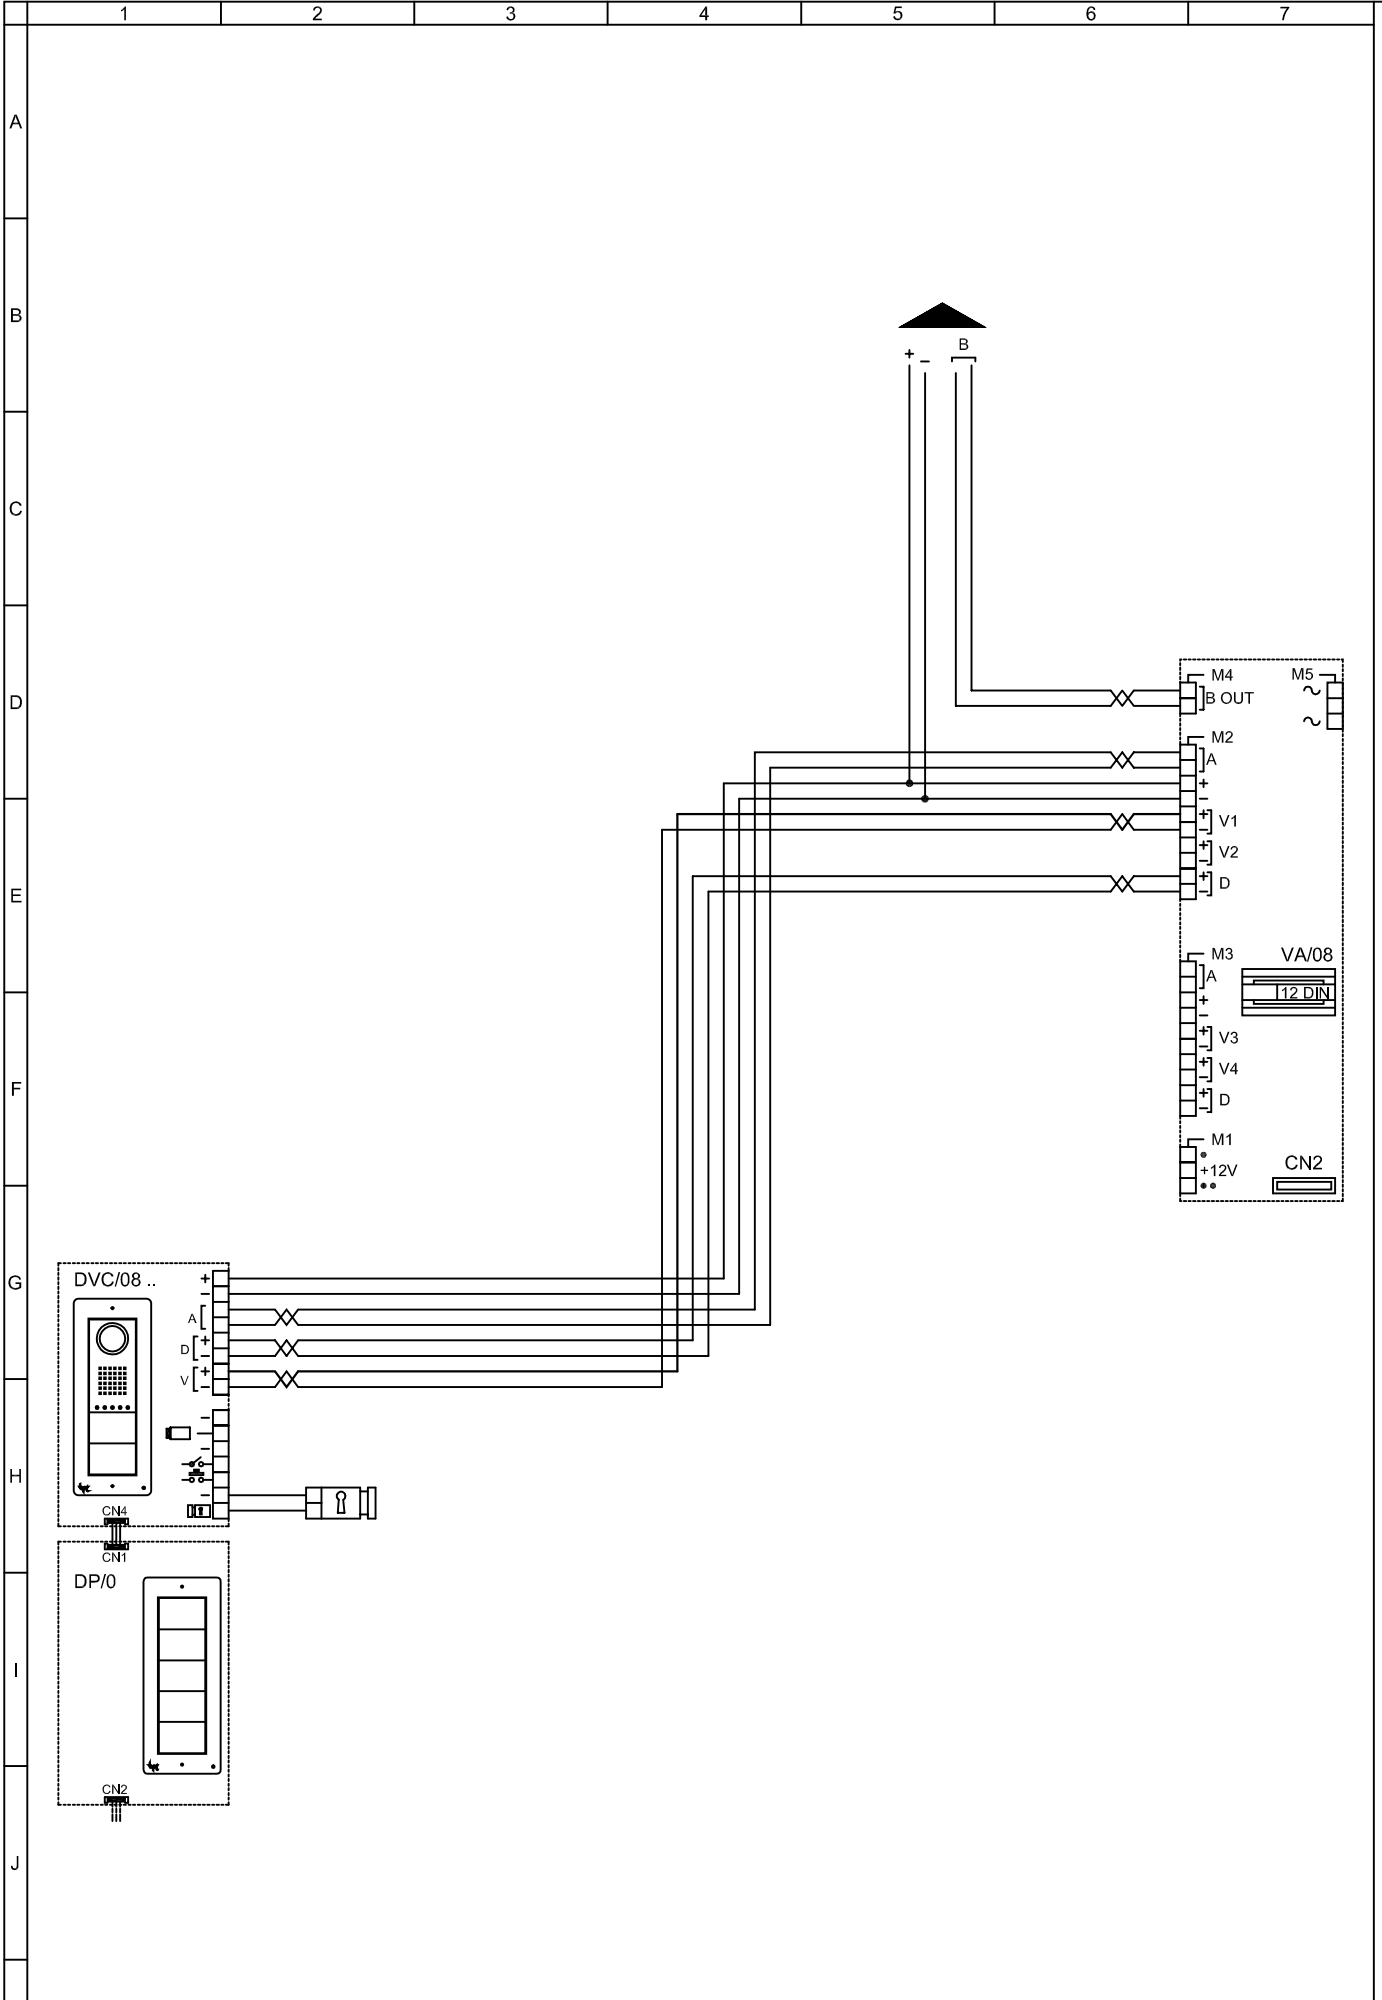 1 2 3 4 5 6 7
A
B
C
D
E
F
G
H
I
J
+ − B
M4 M5
B OUT
~
~
M2
A
+
−
+
− V1
+
− V2
+
− D
M3 VA/08
A
12 DIN
+
−
+
− V3
+
− V4
+
− D
M1
•
+12V CN2
••
DVC/08 ..
+
−
A
D +
−
V +
−
−
−
−
CN4
CN1
DP/0
CN2